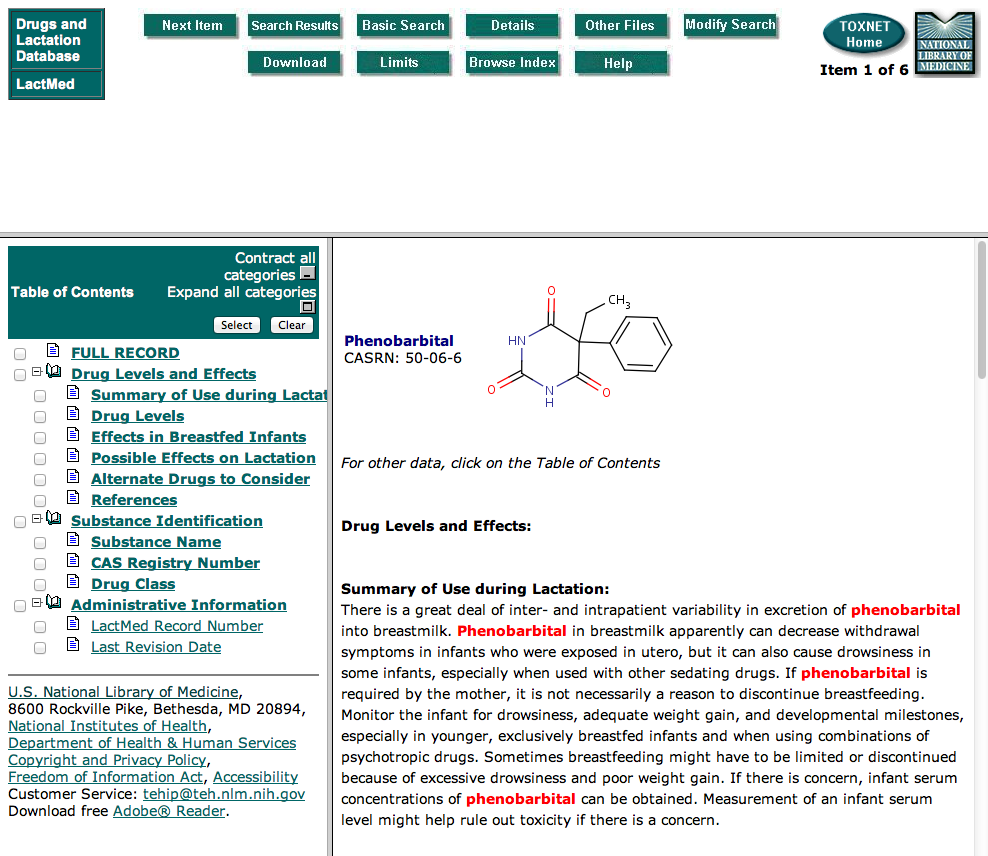 Drugs and
Lactation
Database
LactMed
Next Item
Search Results
Basic Search
Details
Other Files
Modify Search
Download
Limits
Browse Index
Help
TOXNET
Home
Item 1 of 6
NATIONAL
LIBRARY OF
MEDICINE
Contract all
categories
Table of Contents
Expand all categories
Select
Clear
FULL RECORD
Drug Levels and Effects
Summary of Use during Lactat
Drug Levels
Effects in Breastfed Infants
Possible Effects on Lactation
Alternate Drugs to Consider
References
Substance Identification
Substance Name
CAS Registry Number
Drug Class
Administrative Information
LactMed Record Number
Last Revision Date
U.S. National Library of Medicine,
8600 Rockville Pike, Bethesda, MD 20894,
National Institutes of Health,
Department of Health & Human Services
Copyright and Privacy Policy,
Freedom of Information Act, Accessibility
Customer Service: tehip@teh.nlm.nih.gov
Download free Adobe® Reader.
Phenobarbital
CASRN: 50-06-6
O
CH3
HN
O
N
H
O
For other data, click on the Table of Contents
Drug Levels and Effects:
Summary of Use during Lactation:
There is a great deal of inter- and intrapatient variability in excretion of phenobarbital
into breastmilk. Phenobarbital in breastmilk apparently can decrease withdrawal
symptoms in infants who were exposed in utero, but it can also cause drowsiness in
some infants, especially when used with other sedating drugs. If phenobarbital is
required by the mother, it is not necessarily a reason to discontinue breastfeeding.
Monitor the infant for drowsiness, adequate weight gain, and developmental milestones,
especially in younger, exclusively breastfed infants and when using combinations of
psychotropic drugs. Sometimes breastfeeding might have to be limited or discontinued
because of excessive drowsiness and poor weight gain. If there is concern, infant serum
concentrations of phenobarbital can be obtained. Measurement of an infant serum
level might help rule out toxicity if there is a concern.